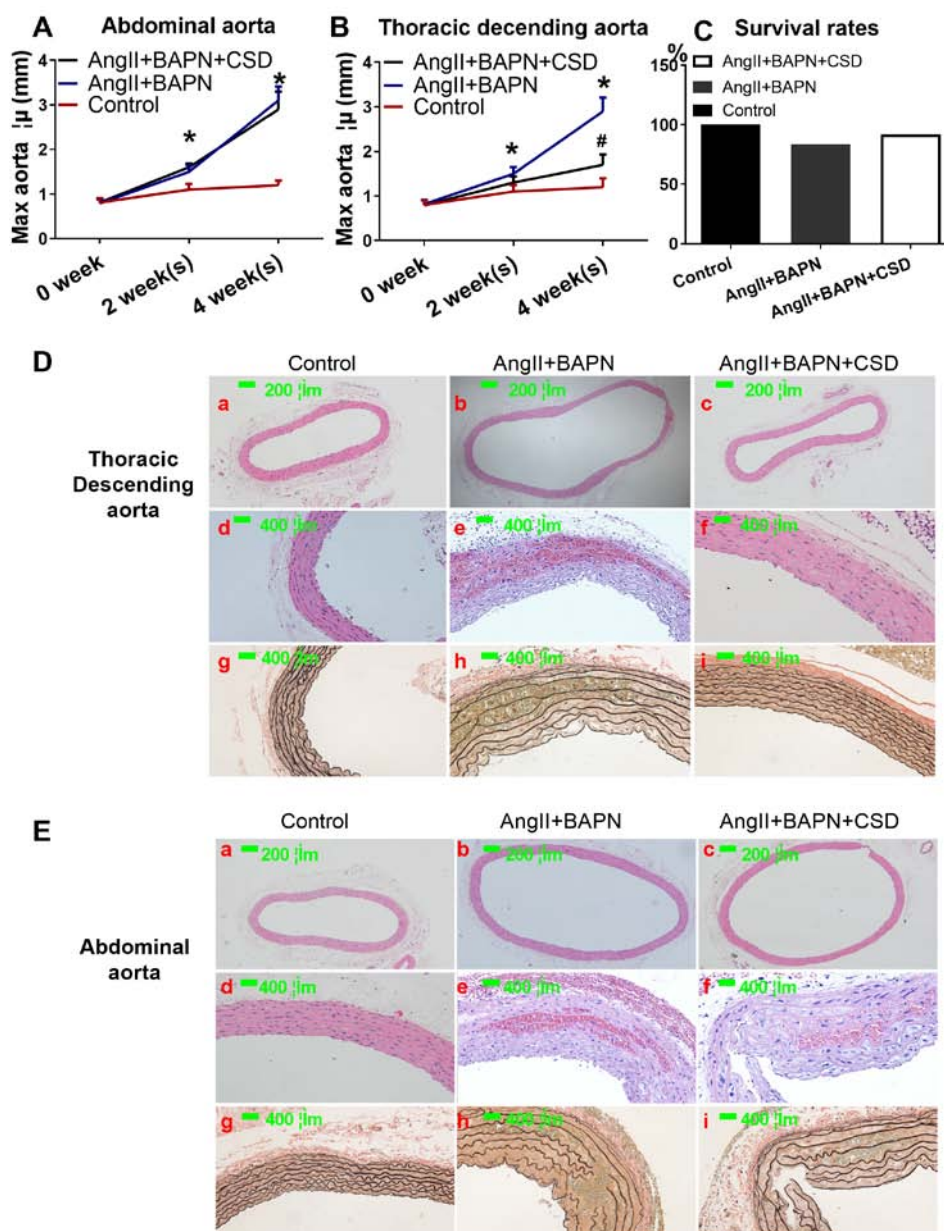 A Abdominal aorta
AngII+BAPN+CSD
AngII+BAPN
Control
Max aorta ¦μ (mm)
4
3
2
1
0
*
*
0 week
2 week(s)
4 week(s)
B Thoracic decending aorta
AngII+BAPN+CSD
AngII+BAPN
Control
Max aorta ¦μ (mm)
4
3
2
1
0
*
*
#
0 week
2 week(s)
4 week(s)
C Survival rates
%
150
100
50
0
AngII+BAPN+CSD
AngII+BAPN
Control
Control
AngII+BAPN
AngII+BAPN+CSD
D
Control AngII+BAPN AngII+BAPN+CSD
Thoracic
Descending
aorta
a 200 ¦Ìm
b 200 ¦Ìm
c 200 ¦Ìm
d 400 ¦Ìm
e 400 ¦Ìm
f 400 ¦Ìm
g 400 ¦Ìm
h 400 ¦Ìm
i 400 ¦Ìm
E
Control AngII+BAPN AngII+BAPN+CSD
Abdominal
aorta
a 200 ¦Ìm
b 200 ¦Ìm
c 200 ¦Ìm
d 400 ¦Ìm
e 400 ¦Ìm
f 400 ¦Ìm
g 400 ¦Ìm
h 400 ¦Ìm
i 400 ¦Ìm